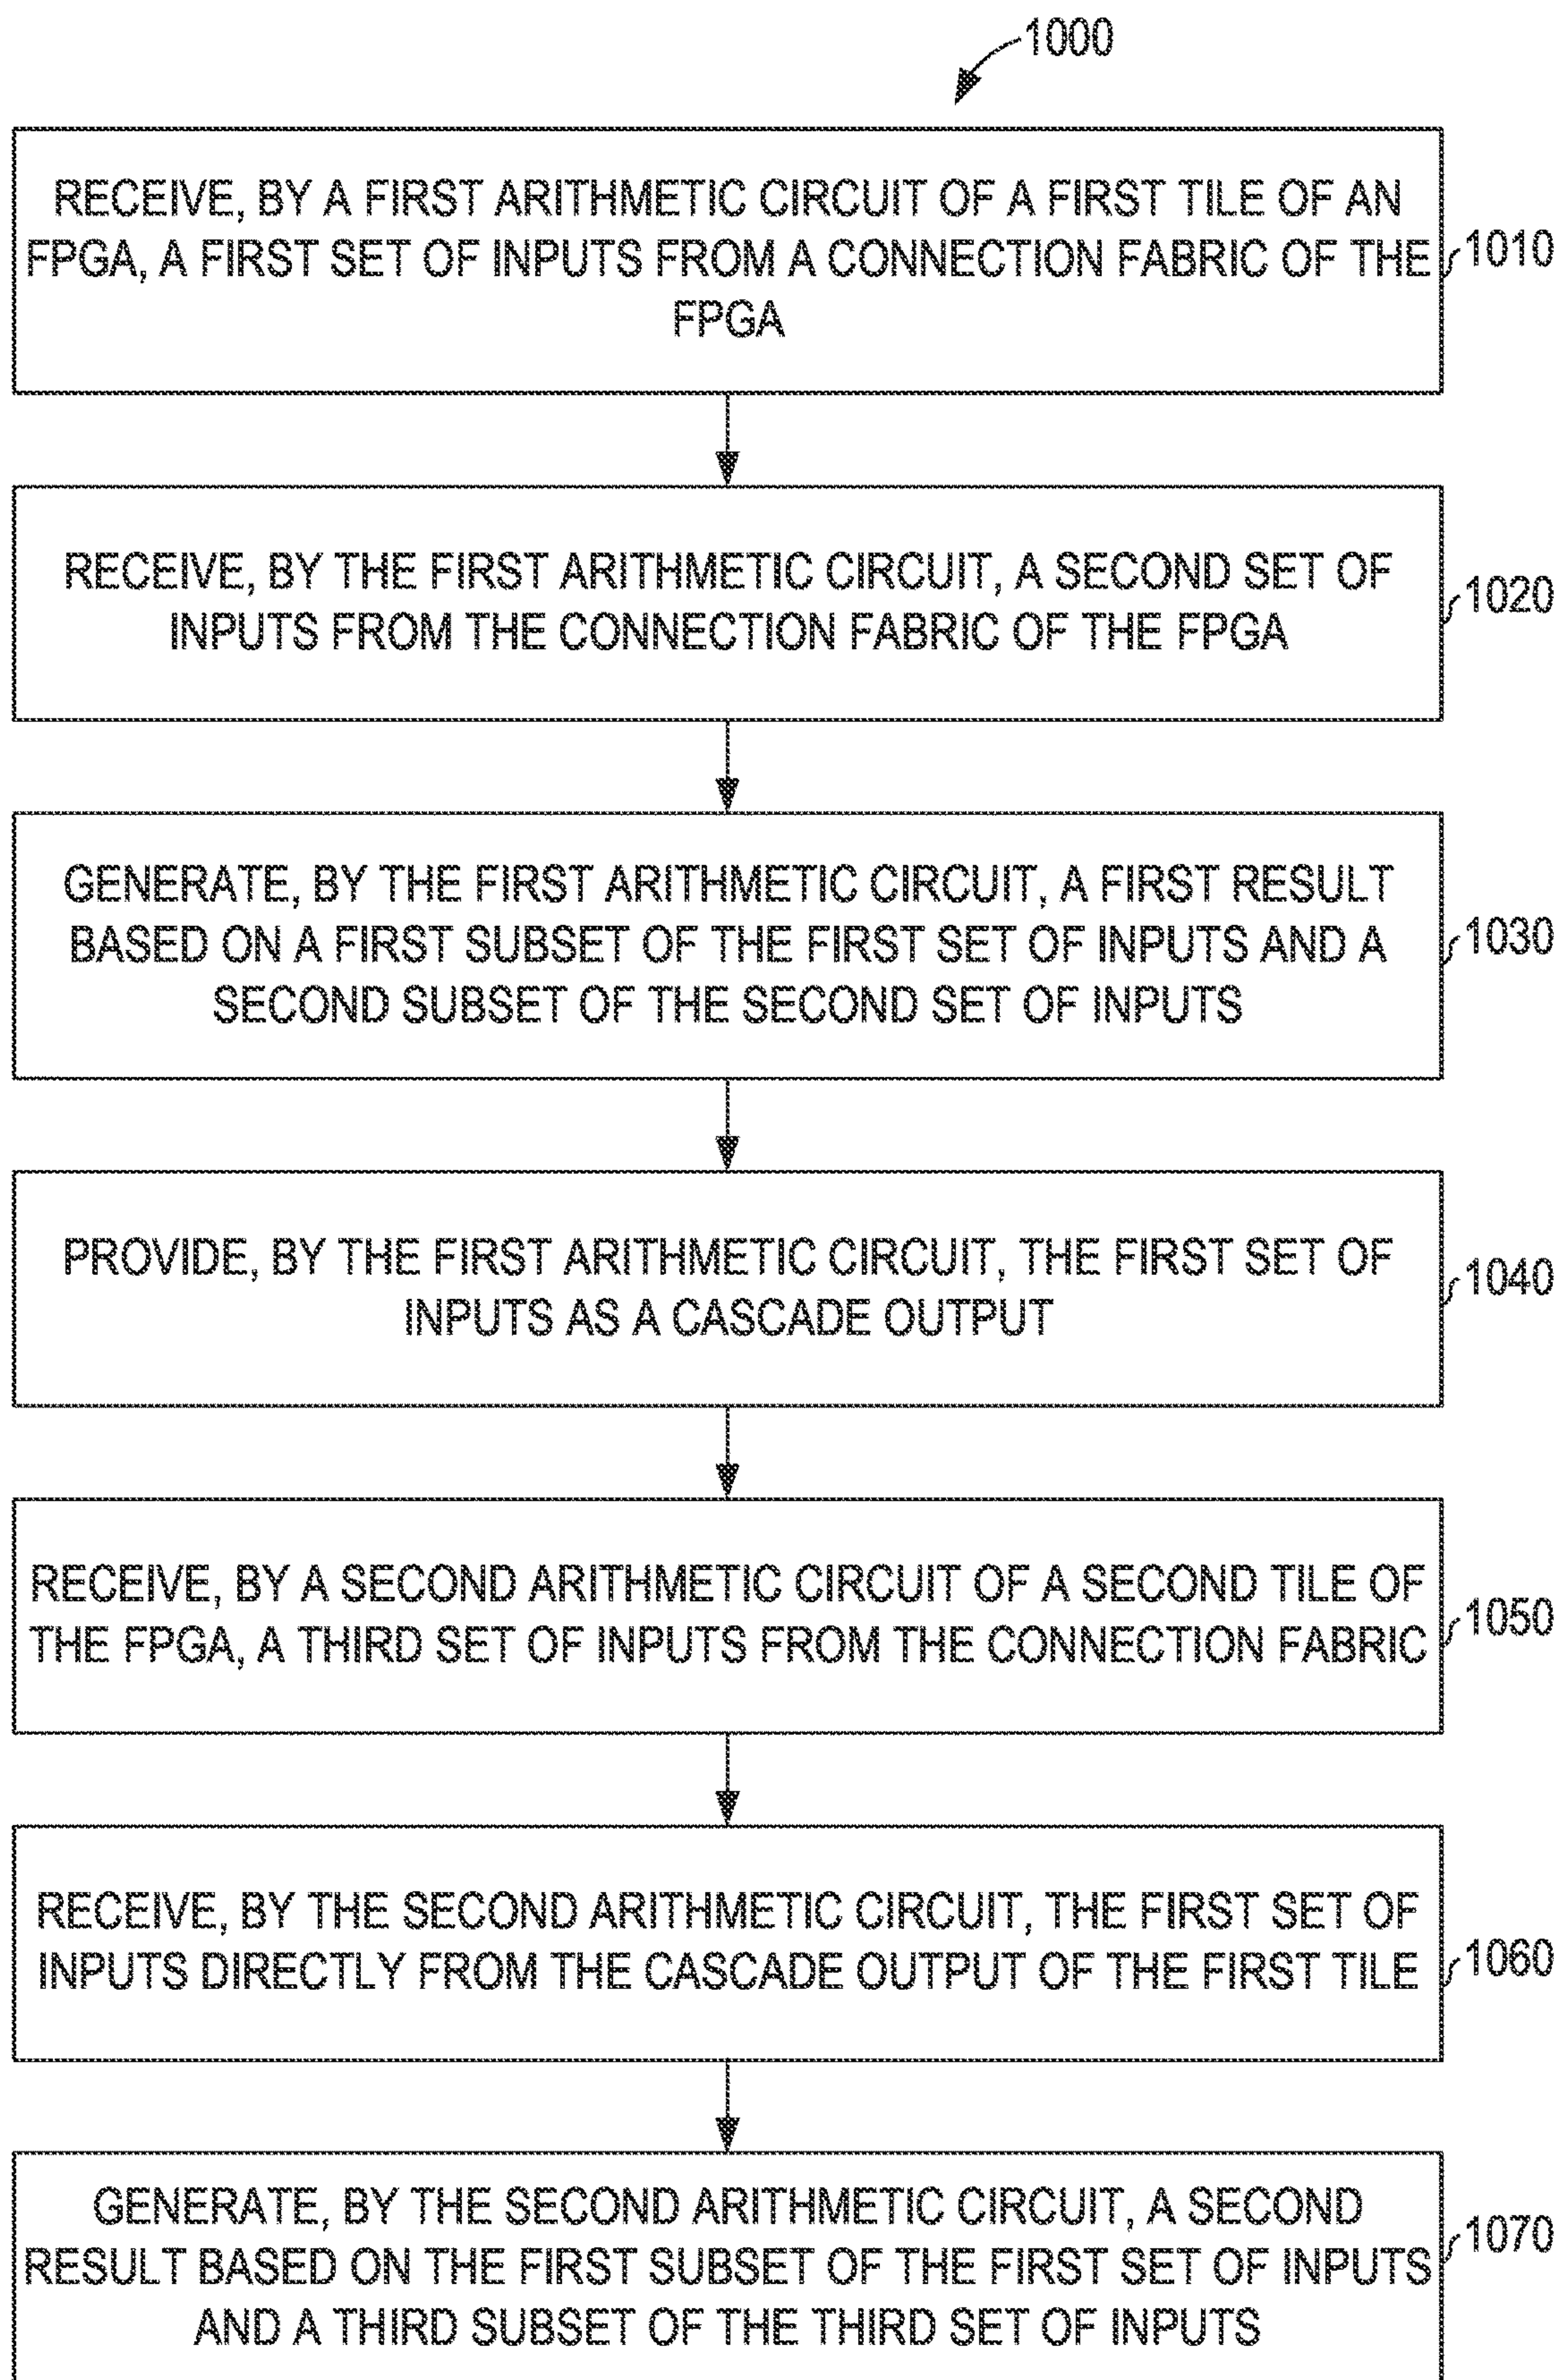 1000
RECEIVE, BY A FIRST ARITHMETIC CIRCUIT OF A FIRST TILE OF AN
FPGA, A FIRST SET OF INPUTS FROM A CONNECTION FABRIC OF THE
FPGA
1010
RECEIVE, BY THE FIRST ARITHMETIC CIRCUIT, A SECOND SET OF
INPUTS FROM THE CONNECTION FABRIC OF THE FPGA
1020
GENERATE, BY THE FIRST ARITHMETIC CIRCUIT, A FIRST RESULT
BASED ON A FIRST SUBSET OF THE FIRST SET OF INPUTS AND A
SECOND SUBSET OF THE SECOND SET OF INPUTS
1030
PROVIDE, BY THE FIRST ARITHMETIC CIRCUIT, THE FIRST SET OF
INPUTS AS A CASCADE OUTPUT
1040
RECEIVE, BY A SECOND ARITHMETIC CIRCUIT OF A SECOND TILE OF
THE FPGA, A THIRD SET OF INPUTS FROM THE CONNECTION FABRIC
1050
RECEIVE, BY THE SECOND ARITHMETIC CIRCUIT, THE FIRST SET OF
INPUTS DIRECTLY FROM THE CASCADE OUTPUT OF THE FIRST TILE
1060
GENERATE, BY THE SECOND ARITHMETIC CIRCUIT, A SECOND
RESULT BASED ON THE FIRST SUBSET OF THE FIRST SET OF INPUTS
AND A THIRD SUBSET OF THE THIRD SET OF INPUTS
1070